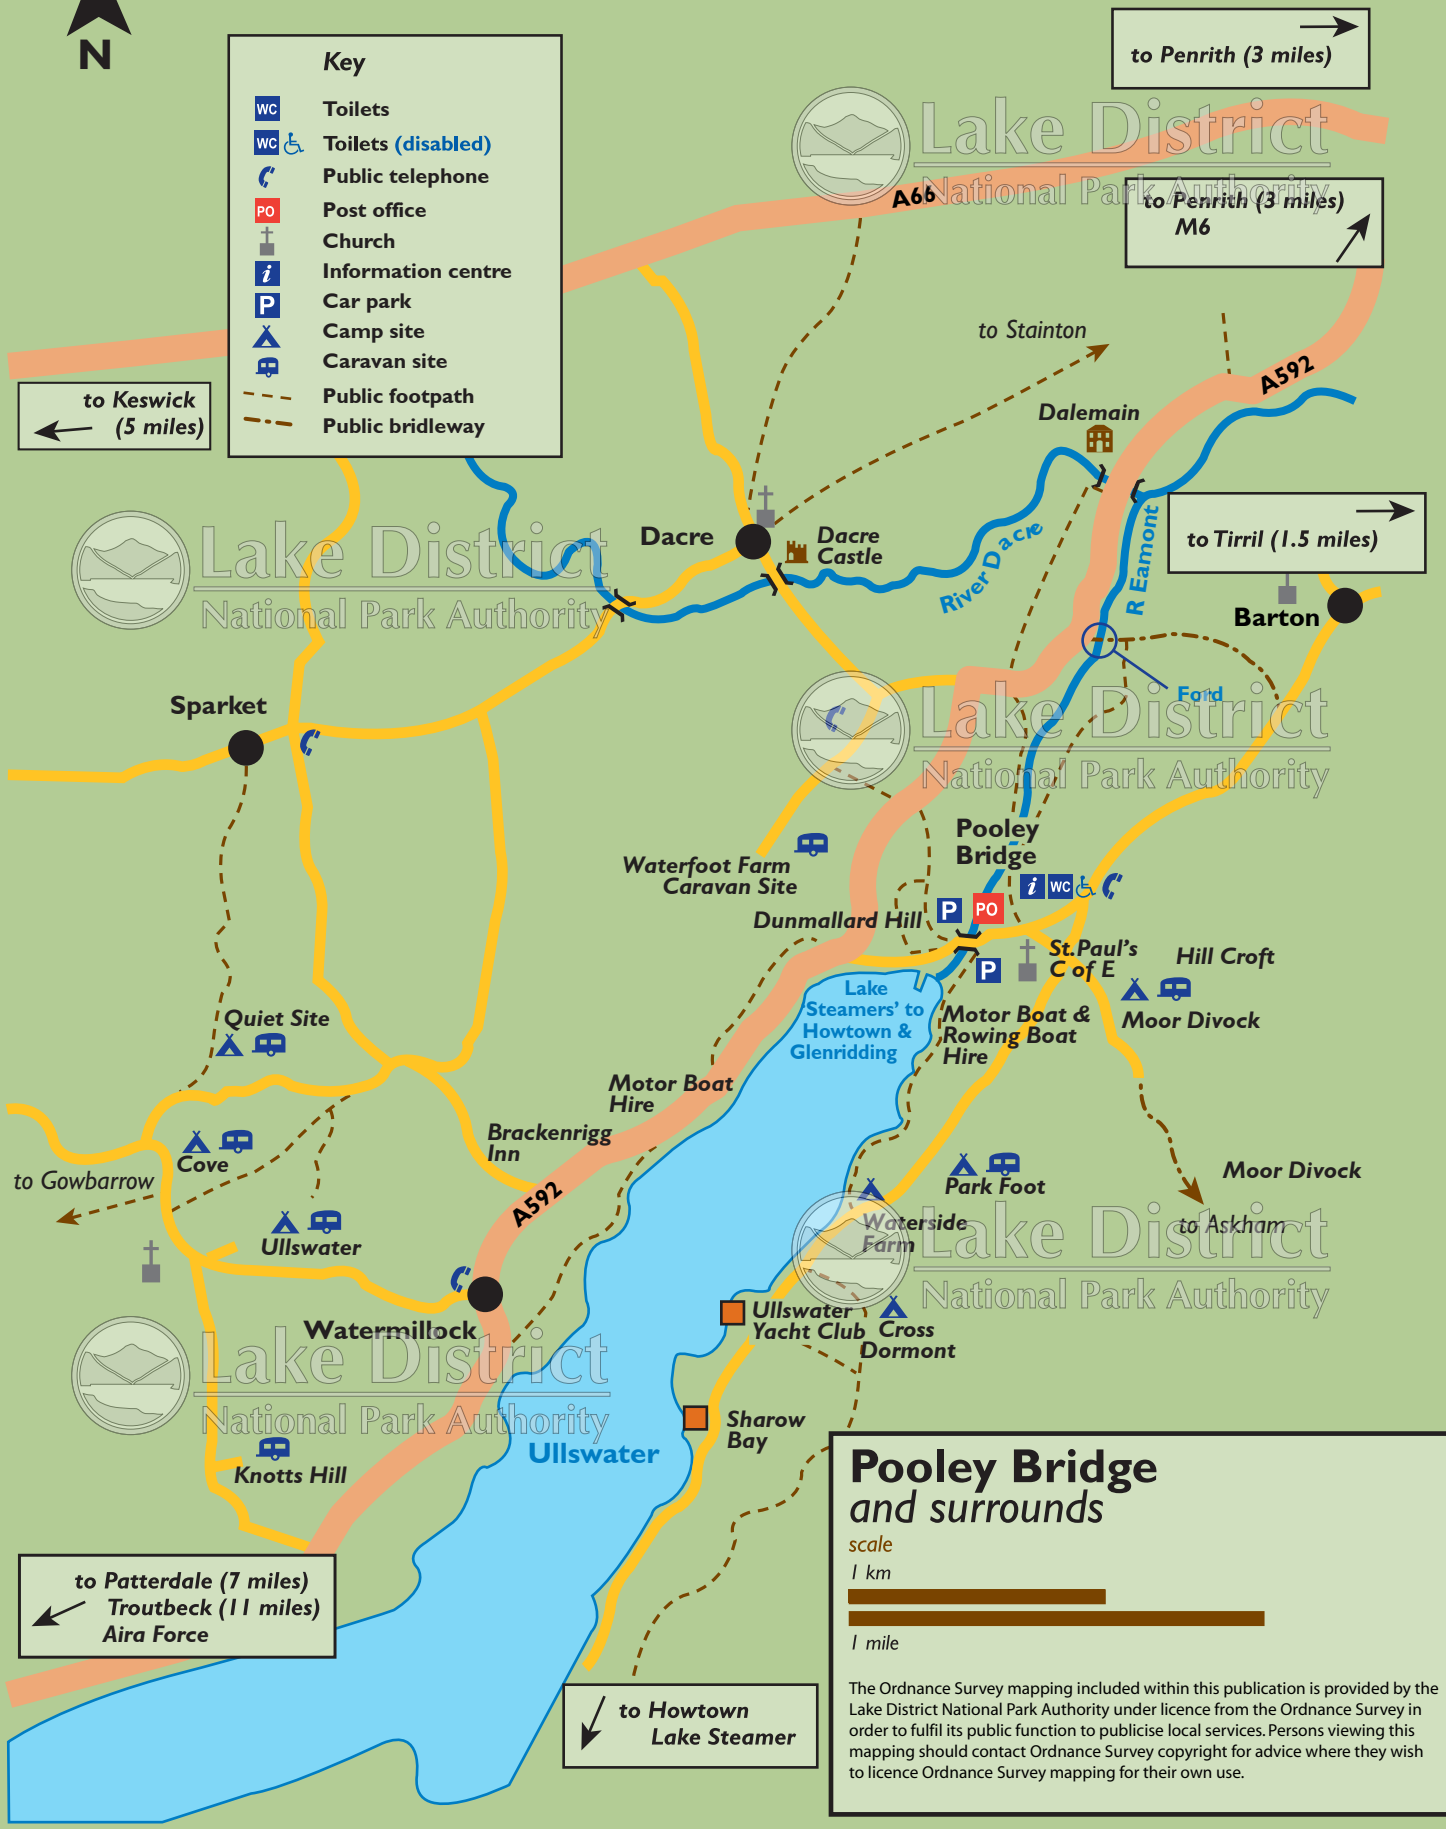 N
Key
WC Toilets
WC Toilets (disabled)
Public telephone
PO Post office
Church
i Information centre
P Car park
Camp site
Caravan site
Public footpath
Public bridleway
to Penrith (3 miles)
Lake District
National Park Authority
A66
to Penrith (3 miles)
M6
to Keswick
(5 miles)
to Stainton
A592
Dalemain
Lake District
National Park Authority
Dacre
Dacre
Castle
River Dacre
R Eamont
to Tirril (1.5 miles)
Barton
Ford
Sparket
Lake District
National Park Authority
Pooley
Bridge
Waterfoot Farm
Caravan Site
i WC
P PO
Dunmallard Hill
St.Paul's
C of E
P
Hill Croft
Moor Divock
Lake
Steamers' to
Howtown &
Glenridding
Motor Boat &
Rowing Boat
Hire
Quiet Site
Motor Boat
Hire
Brackenrigg
Inn
Cove
to Gowbarrow
A592
Park Foot
Moor Divock
to Askham
Waterside
Farm
Lake District
National Park Authority
Ullswater
Watermillock
Ullswater
Yacht Club
Cross
Dormont
Lake District
National Park Authority
Sharow
Bay
Ullswater
Knotts Hill
to Patterdale (7 miles)
Troutbeck (11 miles)
Aira Force
to Howtown
Lake Steamer
Pooley Bridge
and surrounds
scale
1 km
1 mile
The Ordnance Survey mapping included within this publication is provided by the
Lake District National Park Authority under licence from the Ordnance Survey in
order to fulfil its public function to publicise local services. Persons viewing this
mapping should contact Ordnance Survey copyright for advice where they wish
to licence Ordnance Survey mapping for their own use.